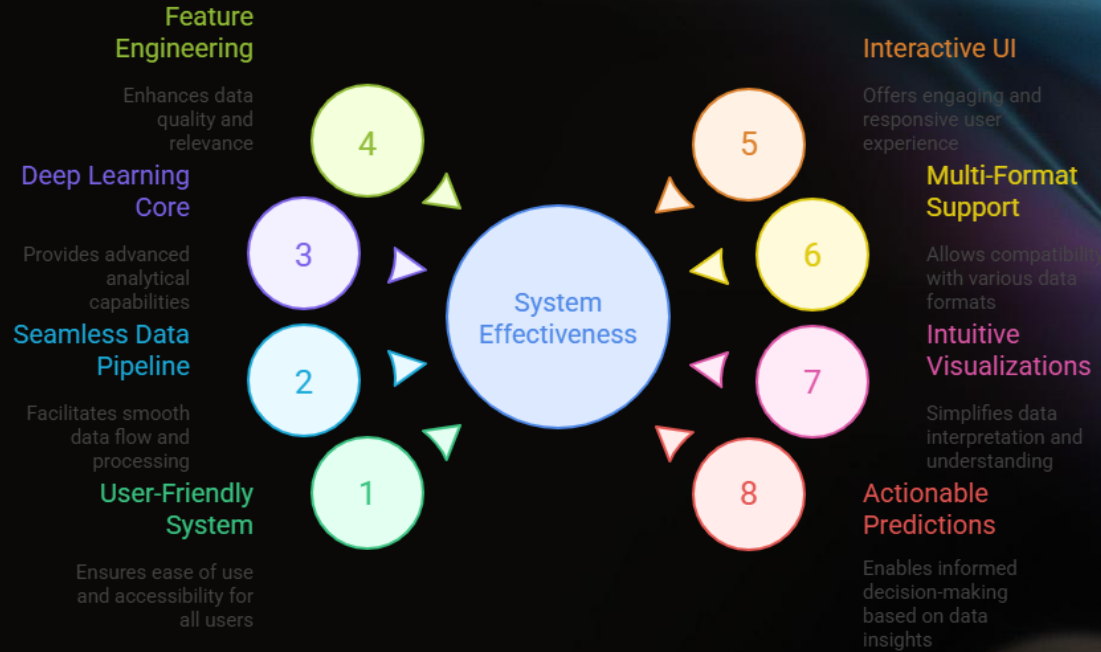 Feature
Engineering
Enhances data
quality and
relevance
4
Deep Learning
Core
Provides advanced
analytical
capabilities
3
Seamless Data
Pipeline
Facilitates smooth
data flow and
processing
2
User-Friendly
System
Ensures ease of use
and accessibility for
all users
1
System
Effectiveness
Interactive UI
Offers engaging and
responsive user
experience
5
Multi-Format
Support
Allows compatibility
with various data
formats
6
Intuitive
Visualizations
Simplifies data
interpretation and
understanding
7
Actionable
Predictions
Enables informed
decision-making
based on data
insights
8